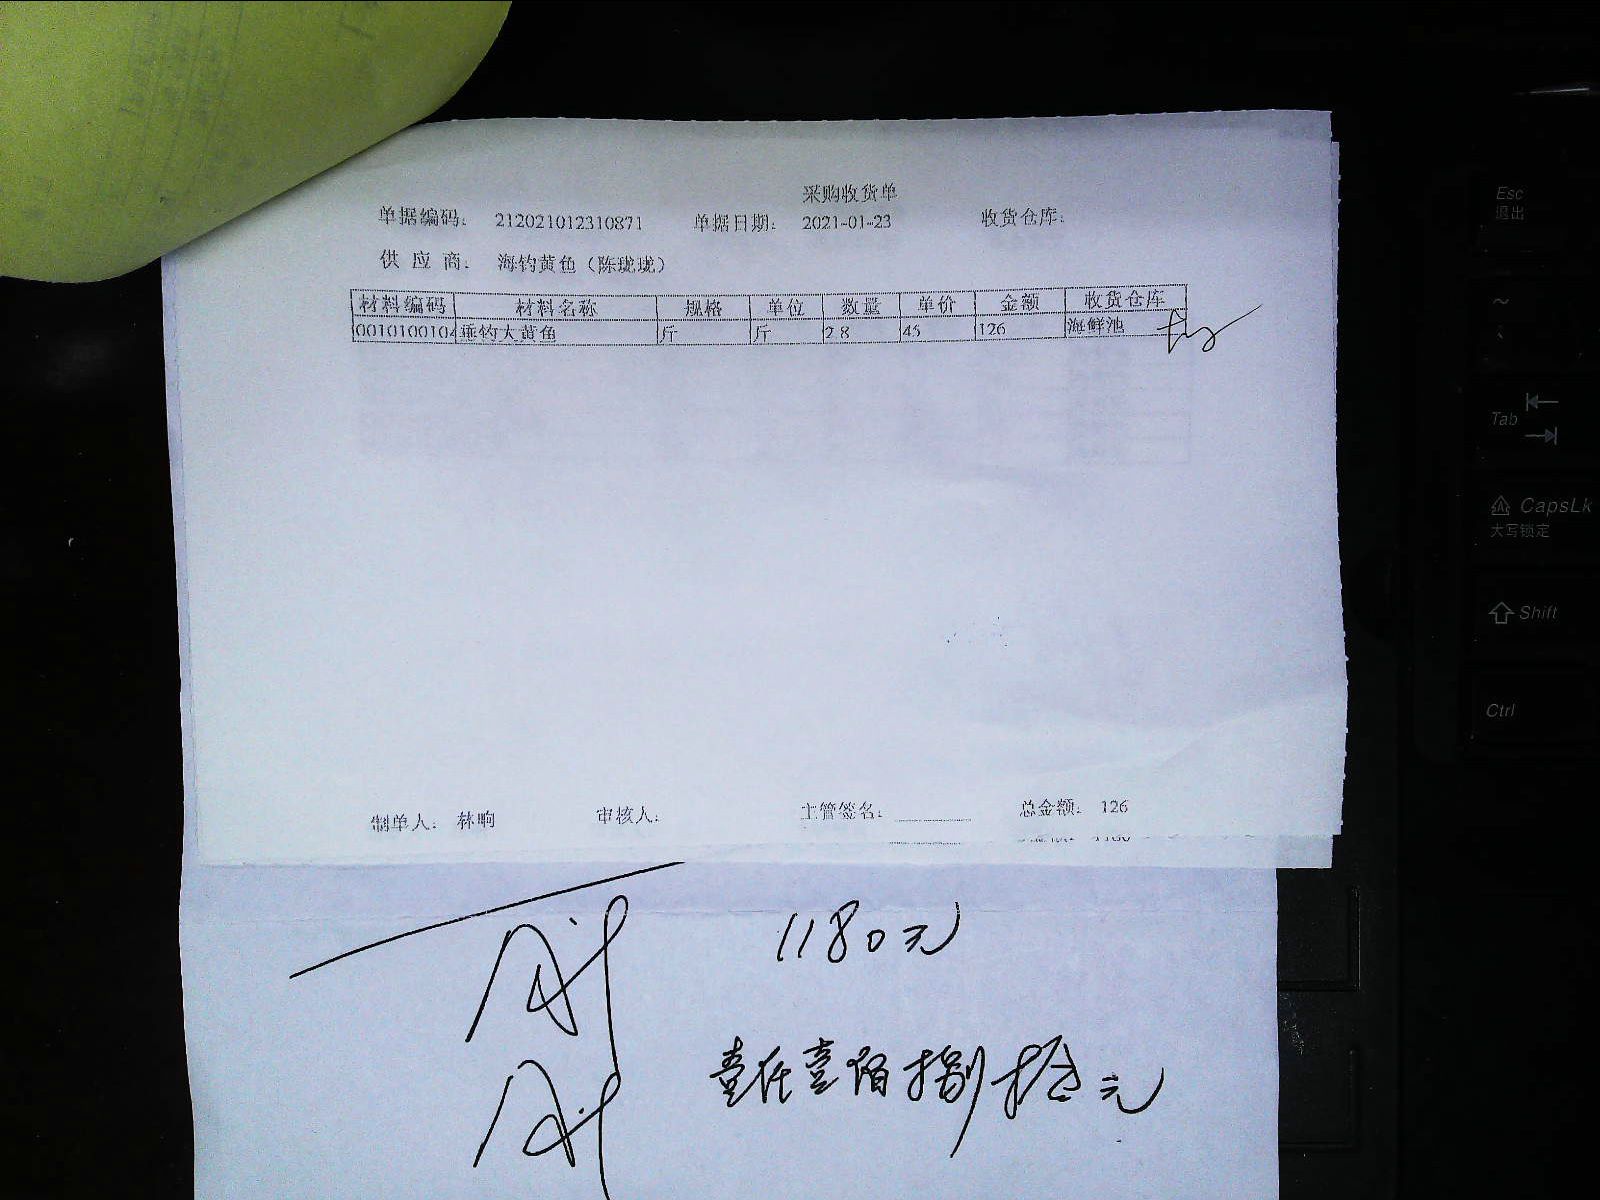 采购收货单
单据编码: 212021012310871 单据日期: 2021-01-23 收货仓库:
供 应 商: 海钓黄色（陈珑珑）
材料编码 材料名称 规格 单位 数量 单价 金额 收货仓库
0010100104 垂钓大黄鱼 斤 斤 2.8 45 126 海鲜池
制单人: 林晌 审核人: 主管签名: 总金额: 126
1180元
壹仟壹佰捌拾元
Esc
退出
~
Tab
CapsLk
大写锁定
Shift
Ctrl